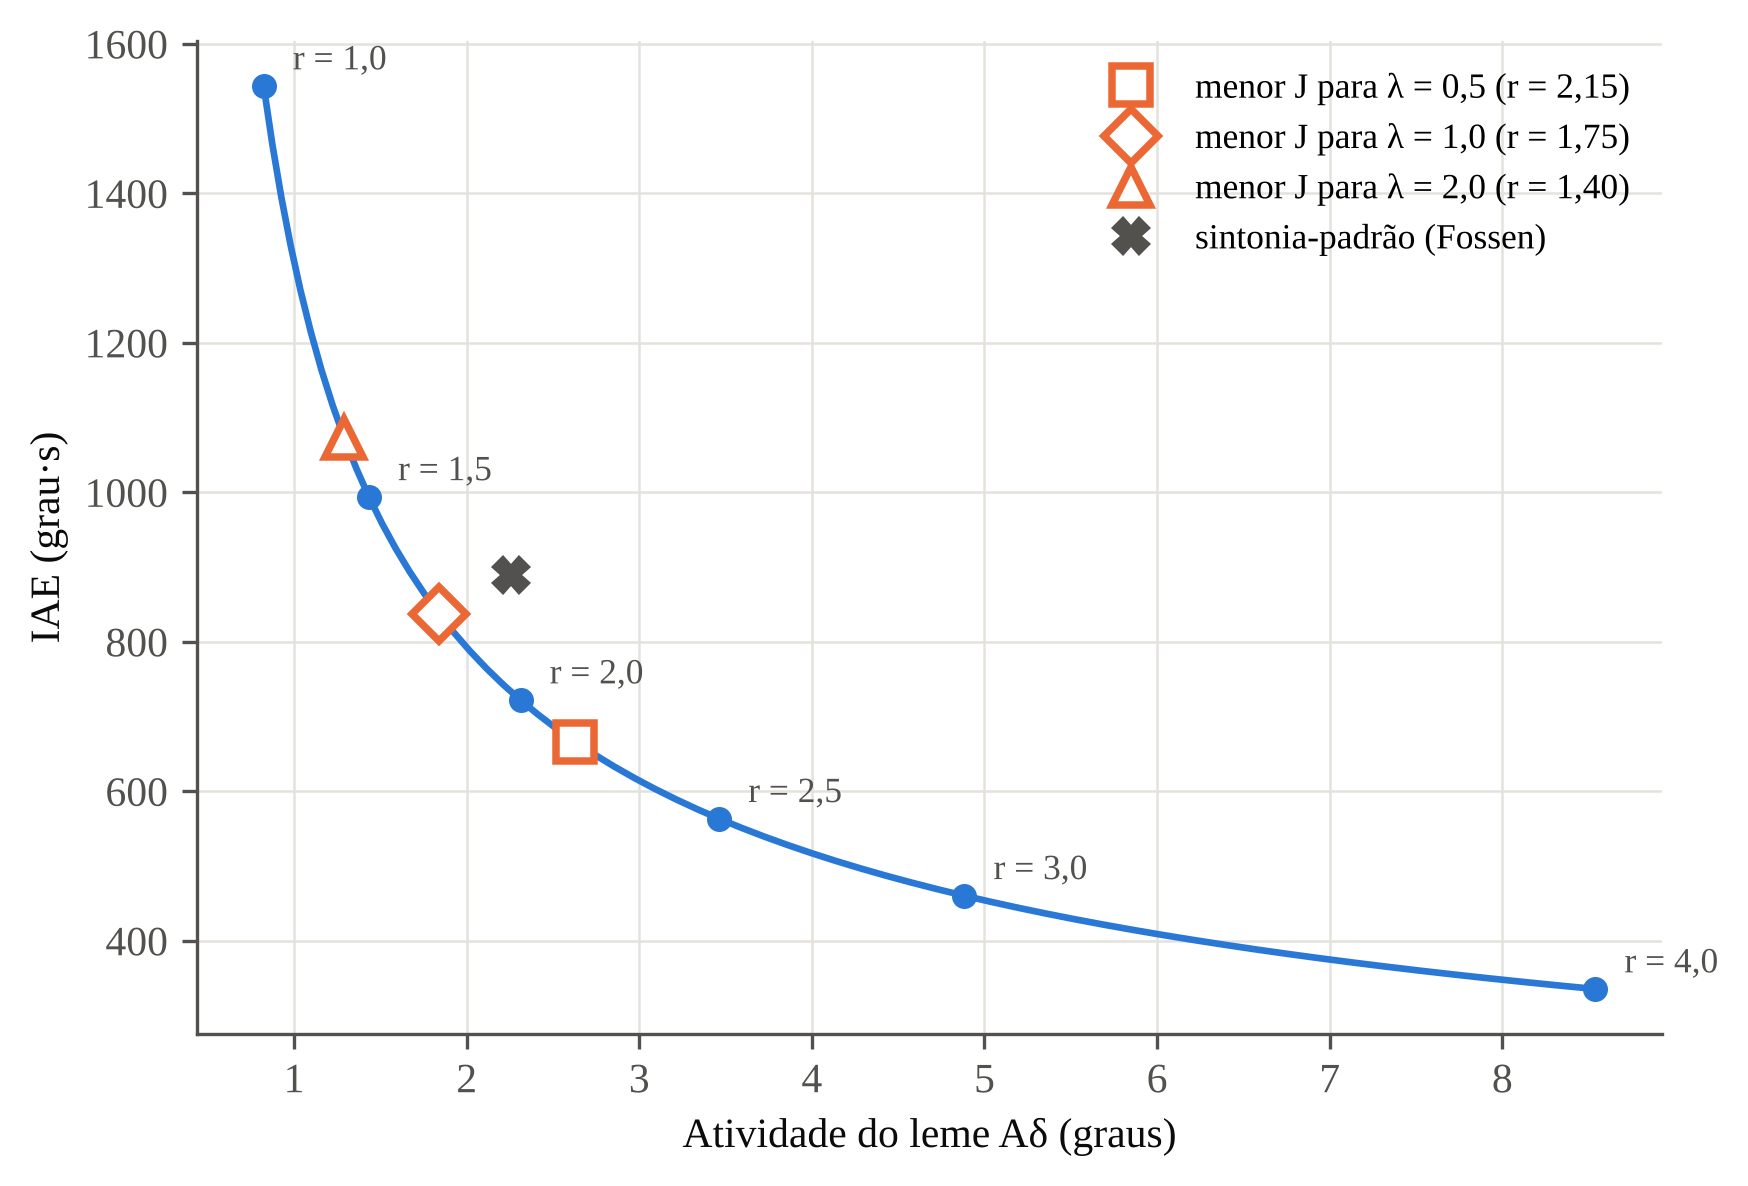 1600
1400
1200
1000
800
600
400
IAE (grau·s)
r = 1,0
r = 1,5
r = 2,0
r = 2,5
r = 3,0
r = 4,0
menor J para λ = 0,5 (r = 2,15)
menor J para λ = 1,0 (r = 1,75)
menor J para λ = 2,0 (r = 1,40)
sintonia-padrão (Fossen)
1 2 3 4 5 6 7 8
Atividade do leme Aδ (graus)